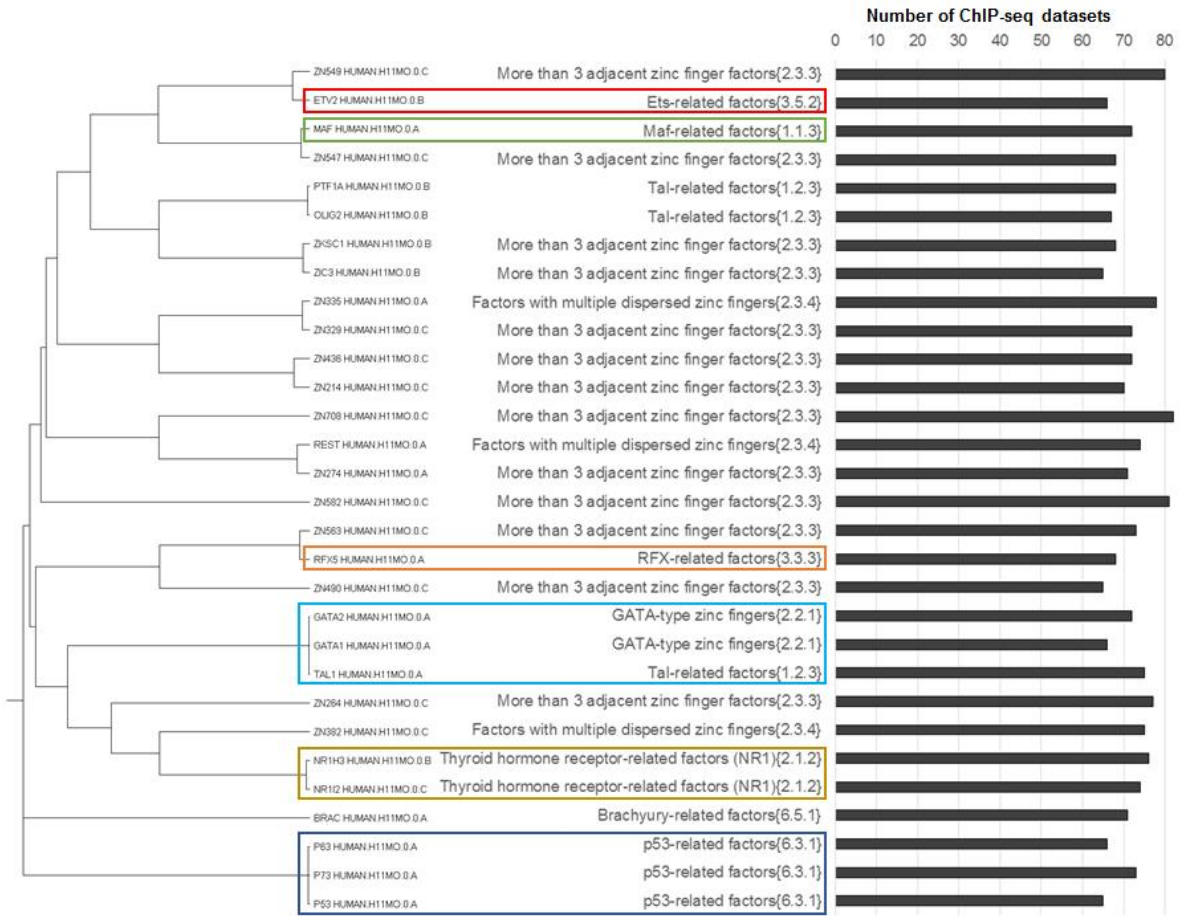 Number of ChIP-seq datasets
0 10 20 30 40 50 60 70 80
ZN549 HUMAN.H11MO.0.C More than 3 adjacent zinc finger factors{2.3.3}
ETV2 HUMAN.H11MO.0.B Ets-related factors{3.5.2}
MAF HUMAN.H11MO.0.A Maf-related factors{1.1.3}
ZN547 HUMAN.H11MO.0.C More than 3 adjacent zinc finger factors{2.3.3}
PTF1A HUMAN.H11MO.0.B Tal-related factors{1.2.3}
OLIG2 HUMAN.H11MO.0.B Tal-related factors{1.2.3}
ZKSC1 HUMAN.H11MO.0.B More than 3 adjacent zinc finger factors{2.3.3}
ZIC3 HUMAN.H11MO.0.B More than 3 adjacent zinc finger factors{2.3.3}
ZN335 HUMAN.H11MO.0.A Factors with multiple dispersed zinc fingers{2.3.4}
ZN329 HUMAN.H11MO.0.C More than 3 adjacent zinc finger factors{2.3.3}
ZN436 HUMAN.H11MO.0.C More than 3 adjacent zinc finger factors{2.3.3}
ZN214 HUMAN.H11MO.0.C More than 3 adjacent zinc finger factors{2.3.3}
ZN708 HUMAN.H11MO.0.C More than 3 adjacent zinc finger factors{2.3.3}
REST HUMAN.H11MO.0.A Factors with multiple dispersed zinc fingers{2.3.4}
ZN274 HUMAN.H11MO.0.A More than 3 adjacent zinc finger factors{2.3.3}
ZN582 HUMAN.H11MO.0.C More than 3 adjacent zinc finger factors{2.3.3}
ZN563 HUMAN.H11MO.0.C More than 3 adjacent zinc finger factors{2.3.3}
RFX5 HUMAN.H11MO.0.A RFX-related factors{3.3.3}
ZN490 HUMAN.H11MO.0.C More than 3 adjacent zinc finger factors{2.3.3}
GATA2 HUMAN.H11MO.0.A GATA-type zinc fingers{2.2.1}
GATA1 HUMAN.H11MO.0.A GATA-type zinc fingers{2.2.1}
TAL1 HUMAN.H11MO.0.A Tal-related factors{1.2.3}
ZN264 HUMAN.H11MO.0.C More than 3 adjacent zinc finger factors{2.3.3}
ZN382 HUMAN.H11MO.0.C Factors with multiple dispersed zinc fingers{2.3.4}
NR1H3 HUMAN.H11MO.0.B Thyroid hormone receptor-related factors (NR1){2.1.2}
NR1I2 HUMAN.H11MO.0.C Thyroid hormone receptor-related factors (NR1){2.1.2}
BRAC HUMAN.H11MO.0.A Brachyury-related factors{6.5.1}
P63 HUMAN.H11MO.0.A p53-related factors{6.3.1}
P73 HUMAN.H11MO.0.A p53-related factors{6.3.1}
P53 HUMAN.H11MO.0.A p53-related factors{6.3.1}